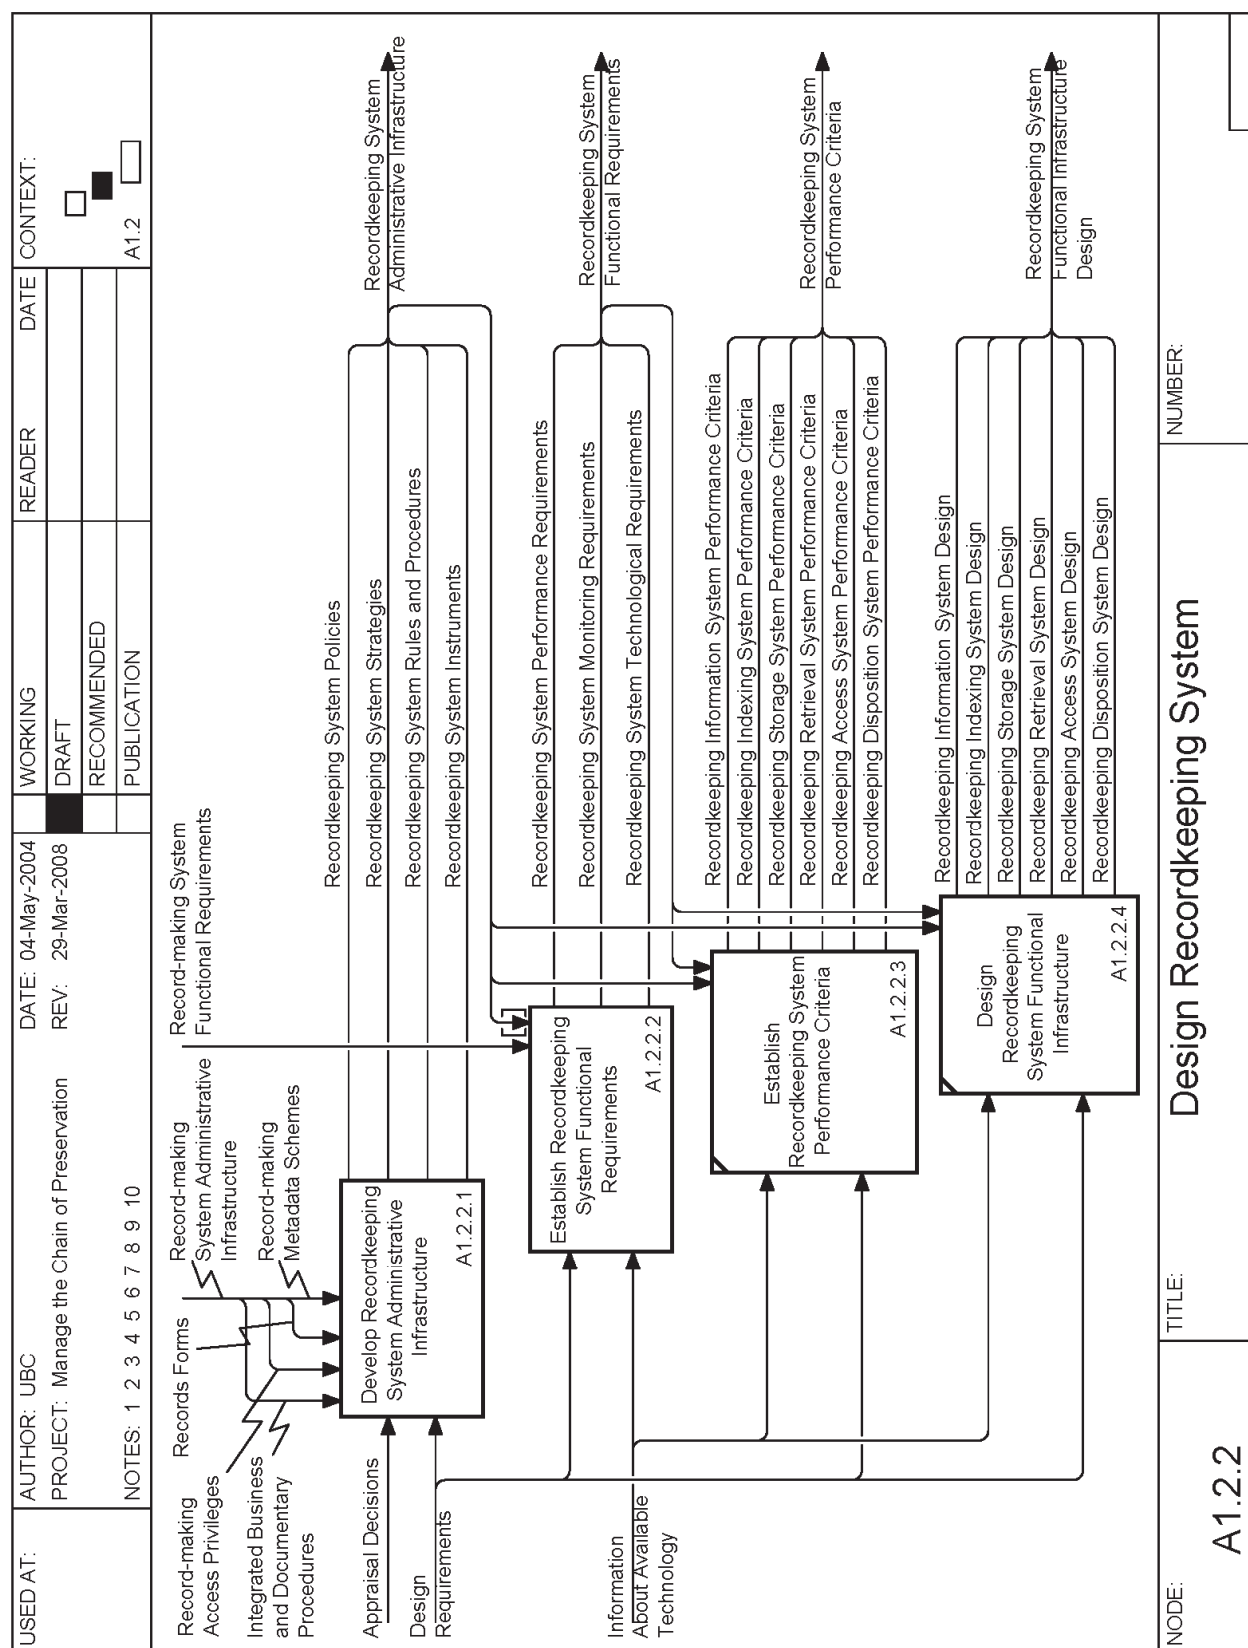 USED AT:
AUTHOR: UBC
PROJECT: Manage the Chain of Preservation
NOTES: 1 2 3 4 5 6 7 8 9 10
DATE: 04-May-2004
REV: 29-Mar-2008
WORKING
DRAFT
RECOMMENDED
PUBLICATION
READER
DATE
CONTEXT:
A1.2
Record-making
Access Privileges
Integrated Business
and Documentary
Procedures
Records Forms
Record-making
System Administrative
Infrastructure
Record-making
Metadata Schemes
Record-making System
Functional Requirements
Appraisal Decisions
Design
Requirements
Information
About Available
Technology
Develop Recordkeeping
System Administrative
Infrastructure
A1.2.2.1
Recordkeeping System Policies
Recordkeeping System Strategies
Recordkeeping System Rules and Procedures
Recordkeeping System Instruments
Recordkeeping System
Administrative Infrastructure
Establish Recordkeeping
System Functional
Requirements
A1.2.2.2
Recordkeeping System Performance Requirements
Recordkeeping System Monitoring Requirements
Recordkeeping System Technological Requirements
Recordkeeping System
Functional Requirements
Establish
Recordkeeping System
Performance Criteria
A1.2.2.3
Recordkeeping Information System Performance Criteria
Recordkeeping Indexing System Performance Criteria
Recordkeeping Storage System Performance Criteria
Recordkeeping Retrieval System Performance Criteria
Recordkeeping Access System Performance Criteria
Recordkeeping Disposition System Performance Criteria
Recordkeeping System
Performance Criteria
Design
Recordkeeping
System Functional
Infrastructure
A1.2.2.4
Recordkeeping Information System Design
Recordkeeping Indexing System Design
Recordkeeping Storage System Design
Recordkeeping Retrieval System Design
Recordkeeping Access System Design
Recordkeeping Disposition System Design
Recordkeeping System
Functional Infrastructure
Design
NODE:
A1.2.2
TITLE:
Design Recordkeeping System
NUMBER: